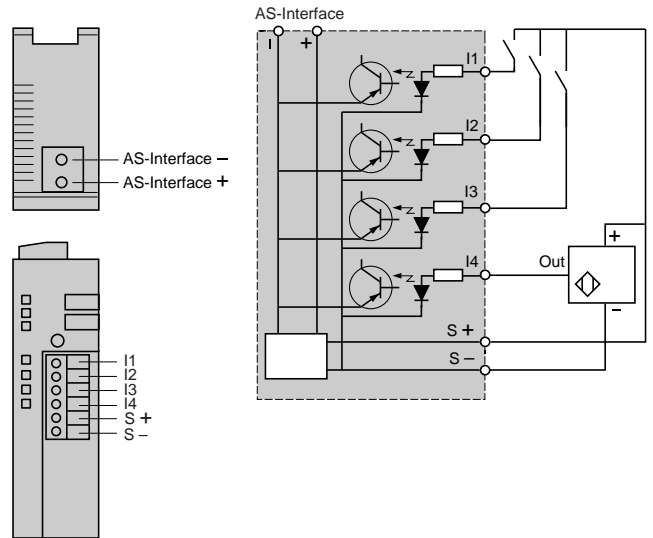 AS-Interface –
AS-Interface +
I1
I2
I3
I4
S +
S –
AS-Interface
– +
I1
I2
I3
I4
Out
+
–
S +
S –